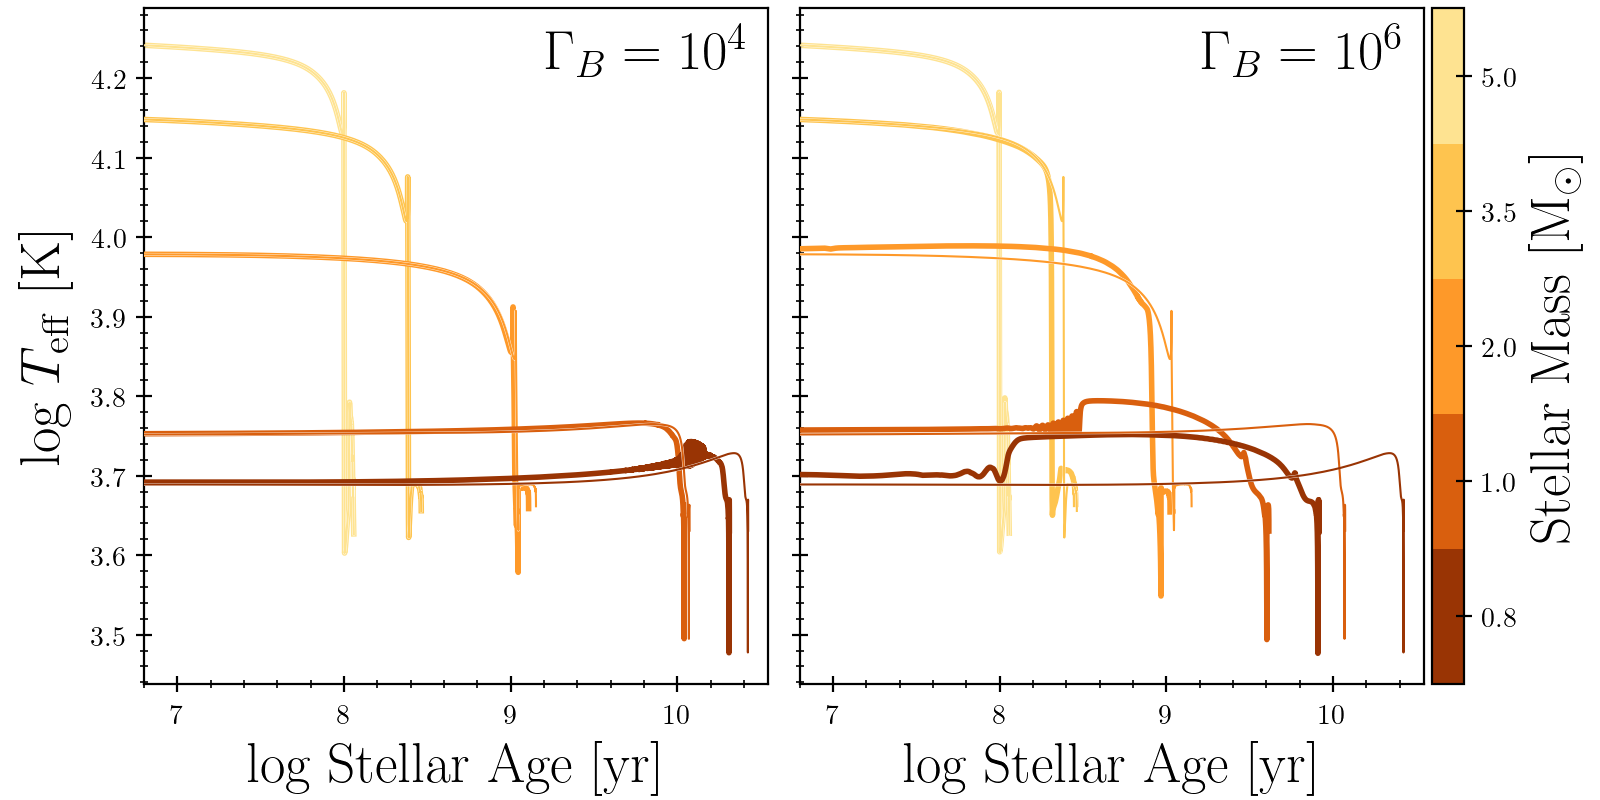 Γ_B = 10^4
Γ_B = 10^6
log T_eff [K]
4.2
4.1
4.0
3.9
3.8
3.7
3.6
3.5
7 8 9 10
7 8 9 10
log Stellar Age [yr]
log Stellar Age [yr]
5.0
3.5
2.0
1.0
0.8
Stellar Mass [M_⊙]